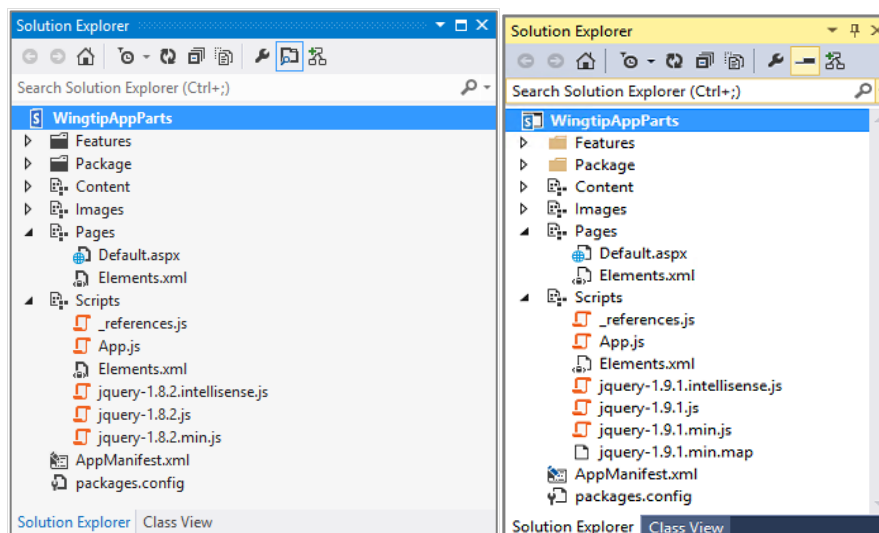 Solution Explorer
Search Solution Explorer (Ctrl+;)
WingtipAppParts
Features
Package
Content
Images
Pages
Default.aspx
Elements.xml
Scripts
_references.js
App.js
Elements.xml
jquery-1.8.2.intellisense.js
jquery-1.8.2.js
jquery-1.8.2.min.js
AppManifest.xml
packages.config
Solution Explorer Class View
Solution Explorer
Search Solution Explorer (Ctrl+;)
WingtipAppParts
Features
Package
Content
Images
Pages
Default.aspx
Elements.xml
Scripts
_references.js
App.js
Elements.xml
jquery-1.9.1.intellisense.js
jquery-1.9.1.js
jquery-1.9.1.min.js
jquery-1.9.1.min.map
AppManifest.xml
packages.config
Solution Explorer Class View